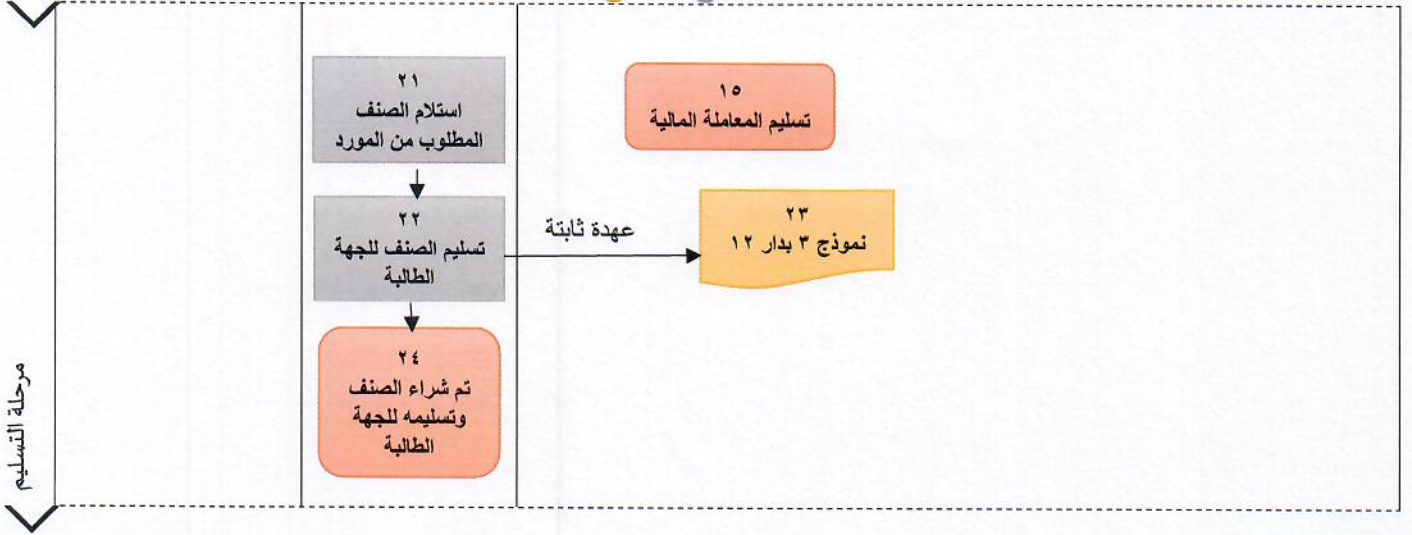 ٢١
استلام الصنف
المطلوب من المورد
١٥
تسليم المعاملة المالية
٢٢
تسليم الصنف للجهة
الطالبة
عهدة ثابتة
٢٣
نموذج ٣ بدار ١٢
٢٤
تم شراء الصنف
وتسليمه للجهة
الطالبة
مرحلة التسليم